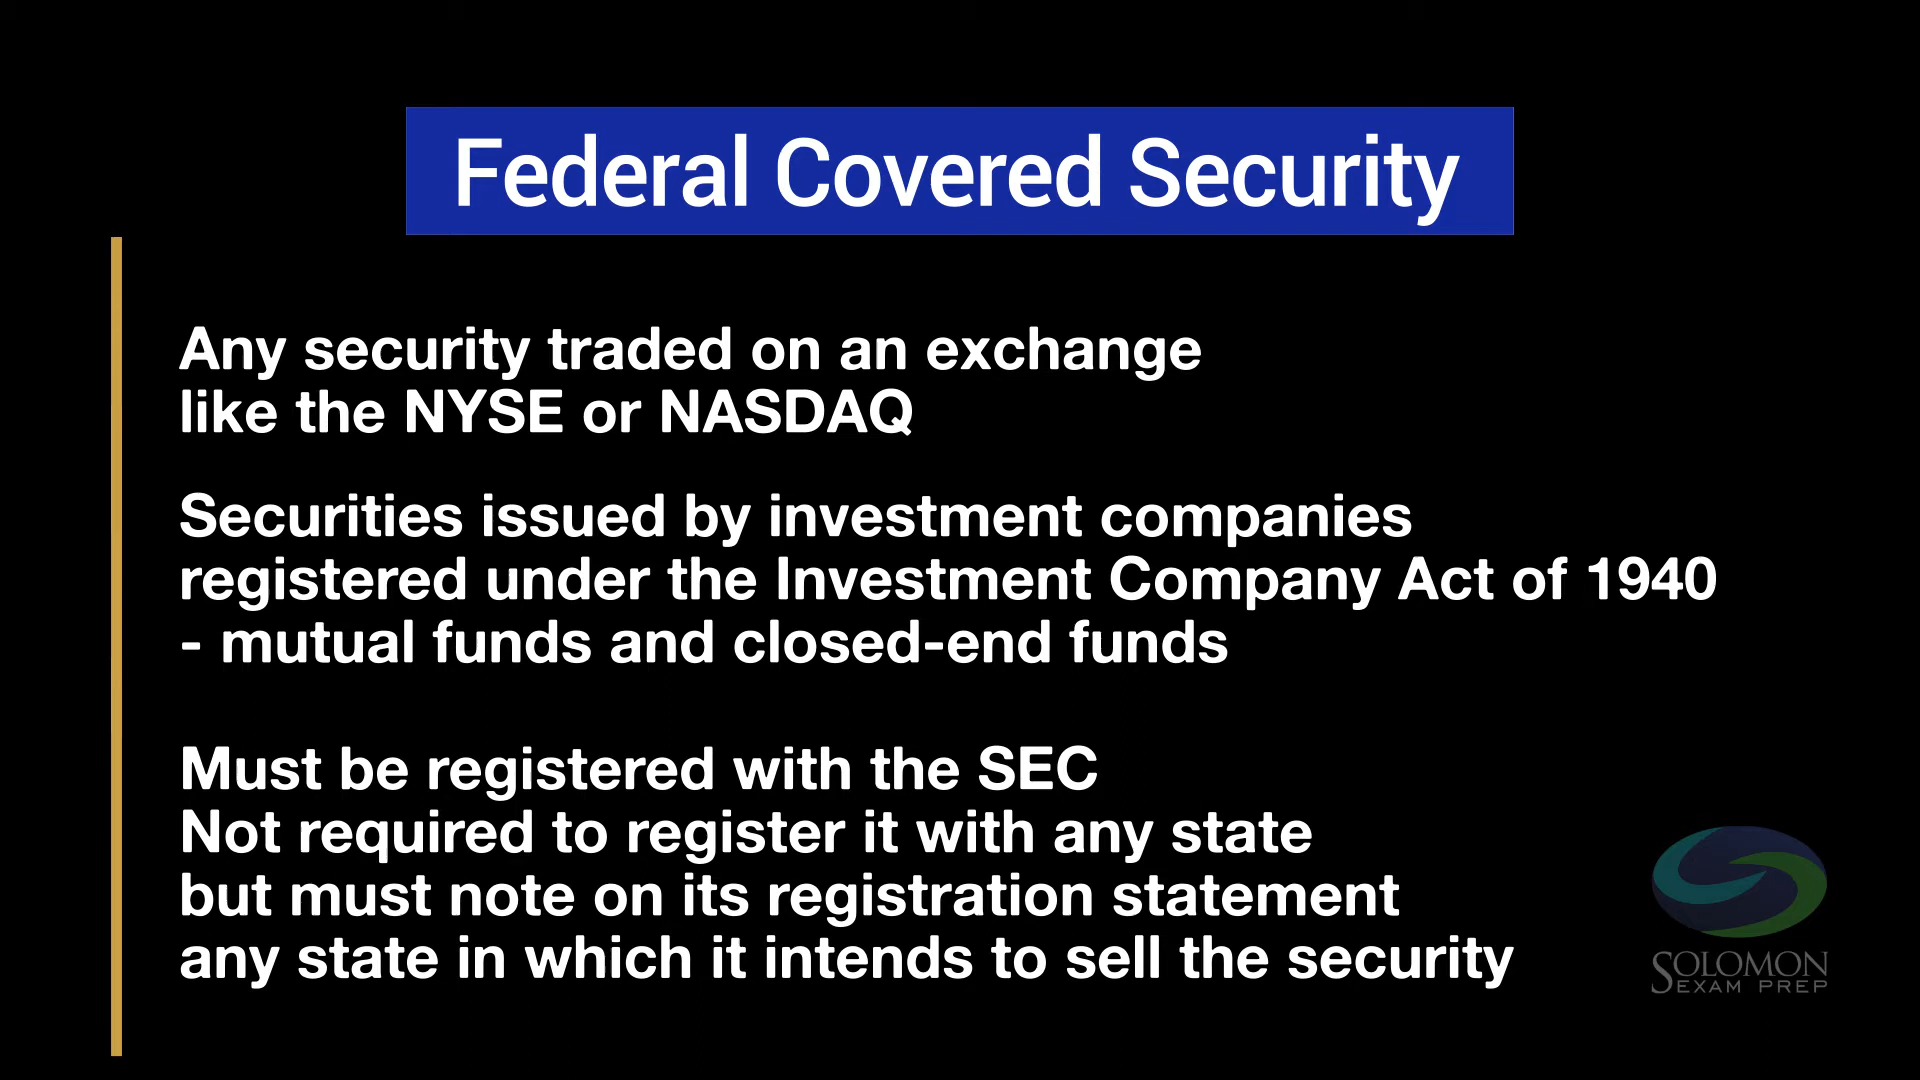 Federal Covered Security
Any security traded on an exchange
like the NYSE or NASDAQ
Securities issued by investment companies
registered under the Investment Company Act of 1940
- mutual funds and closed-end funds
Must be registered with the SEC
Not required to register it with any state
but must note on its registration statement
any state in which it intends to sell the security
SOLOMON
EXAM PREP